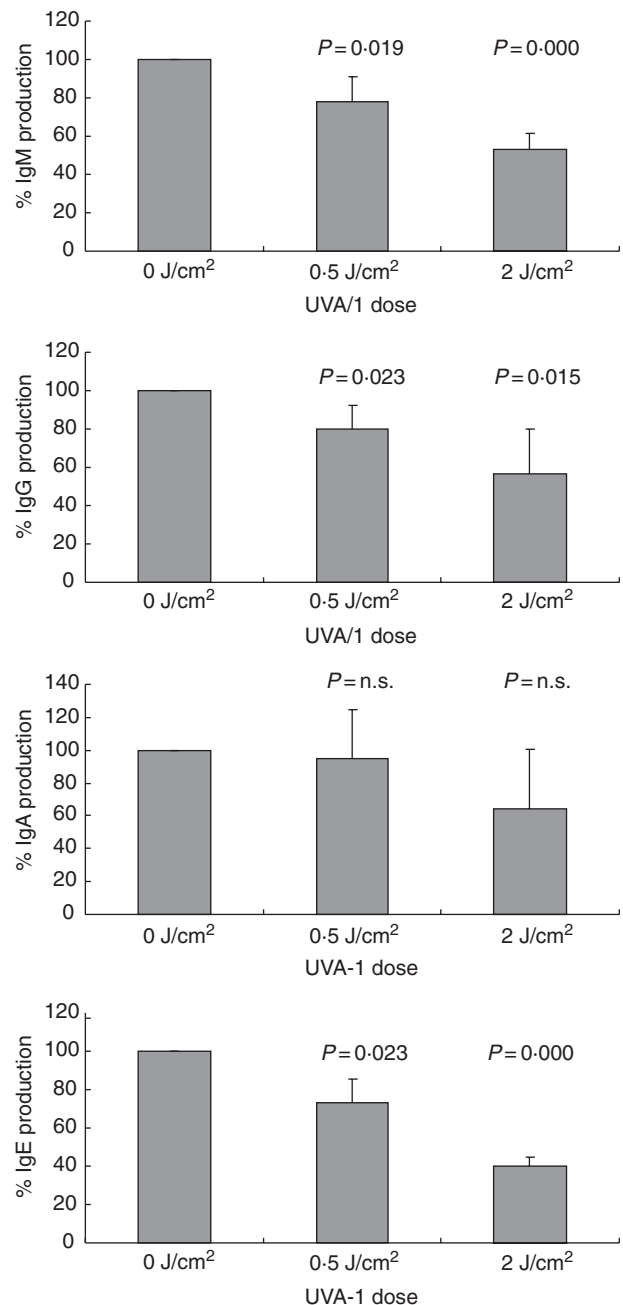 120
100
80
60
40
20
0
% IgM production
P=0·019
P=0·000
0 J/cm²
0·5 J/cm²
2 J/cm²
UVA/1 dose
120
100
80
60
40
20
0
% IgG production
P=0·023
P=0·015
0 J/cm²
0·5 J/cm²
2 J/cm²
UVA/1 dose
140
120
100
80
60
40
20
0
% IgA production
P=n.s.
P=n.s.
0 J/cm²
0·5 J/cm²
2 J/cm²
UVA-1 dose
120
100
80
60
40
20
0
% IgE production
P=0·023
P=0·000
0 J/cm²
0·5 J/cm²
2 J/cm²
UVA-1 dose